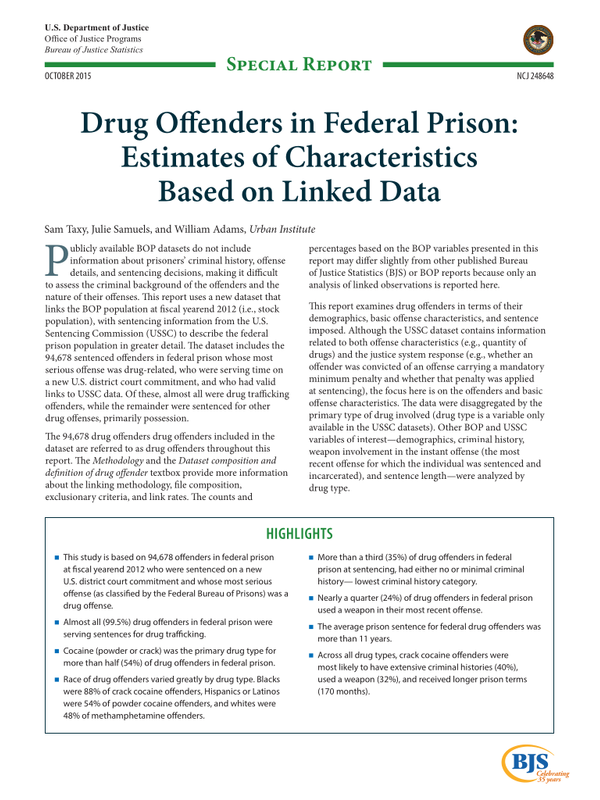 U.S. Department of Justice
Office of Justice Programs
Bureau of Justice Statistics
SPECIAL REPORT
OCTOBER 2015
NCJ 248648
Drug Offenders in Federal Prison:
Estimates of Characteristics
Based on Linked Data
Sam Taxy, Julie Samuels, and William Adams, Urban Institute
Publicly available BOP datasets do not include
information about prisoners' criminal history, offense
details, and sentencing decisions, making it difficult
to assess the criminal background of the offenders and the
nature of their offenses. This report uses a new dataset that
links the BOP population at fiscal yearend 2012 (i.e., stock
population), with sentencing information from the U.S.
Sentencing Commission (USSC) to describe the federal
prison population in greater detail. The dataset includes the
94,678 sentenced offenders in federal prison whose most
serious offense was drug-related, who were serving time on
a new U.S. district court commitment, and who had valid
links to USSC data. Of these, almost all were drug trafficking
offenders, while the remainder were sentenced for other
drug offenses, primarily possession.
The 94,678 drug offenders drug offenders included in the
dataset are referred to as drug offenders throughout this
report. The Methodology and the Dataset composition and
definition of drug offender textbox provide more information
about the linking methodology, file composition,
exclusionary criteria, and link rates. The counts and
percentages based on the BOP variables presented in this
report may differ slightly from other published Bureau
of Justice Statistics (BJS) or BOP reports because only an
analysis of linked observations is reported here.
This report examines drug offenders in terms of their
demographics, basic offense characteristics, and sentence
imposed. Although the USSC dataset contains information
related to both offense characteristics (e.g., quantity of
drugs) and the justice system response (e.g., whether an
offender was convicted of an offense carrying a mandatory
minimum penalty and whether that penalty was applied
at sentencing), the focus here is on the offenders and basic
offense characteristics. The data were disaggregated by the
primary type of drug involved (drug type is a variable only
available in the USSC datasets). Other BOP and USSC
variables of interest—demographics, criminal history,
weapon involvement in the instant offense (the most
recent offense for which the individual was sentenced and
incarcerated), and sentence length—were analyzed by
drug type.
HIGHLIGHTS
■ This study is based on 94,678 offenders in federal prison
at fiscal yearend 2012 who were sentenced on a new
U.S. district court commitment and whose most serious
offense (as classified by the Federal Bureau of Prisons) was a
drug offense.
■ Almost all (99.5%) drug offenders in federal prison were
serving sentences for drug trafficking.
■ Cocaine (powder or crack) was the primary drug type for
more than half (54%) of drug offenders in federal prison.
■ Race of drug offenders varied greatly by drug type. Blacks
were 88% of crack cocaine offenders, Hispanics or Latinos
were 54% of powder cocaine offenders, and whites were
48% of methamphetamine offenders.
■ More than a third (35%) of drug offenders in federal
prison at sentencing, had either no or minimal criminal
history— lowest criminal history category.
■ Nearly a quarter (24%) of drug offenders in federal prison
used a weapon in their most recent offense.
■ The average prison sentence for federal drug offenders was
more than 11 years.
■ Across all drug types, crack cocaine offenders were
most likely to have extensive criminal histories (40%),
used a weapon (32%), and received longer prison terms
(170 months).
BJS
Celebrating
35 years